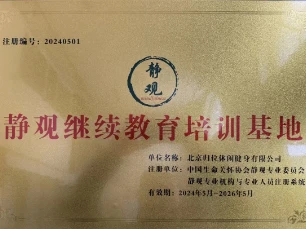 注册编号：20240501
静观
静观继续教育培训基地
单位名称：北京归位休闲健身有限公司
注册单位：中国生命关怀协会静观专业委员会
静观专业机构与专业人员注册系统
有效期：2024年5月-2026年5月